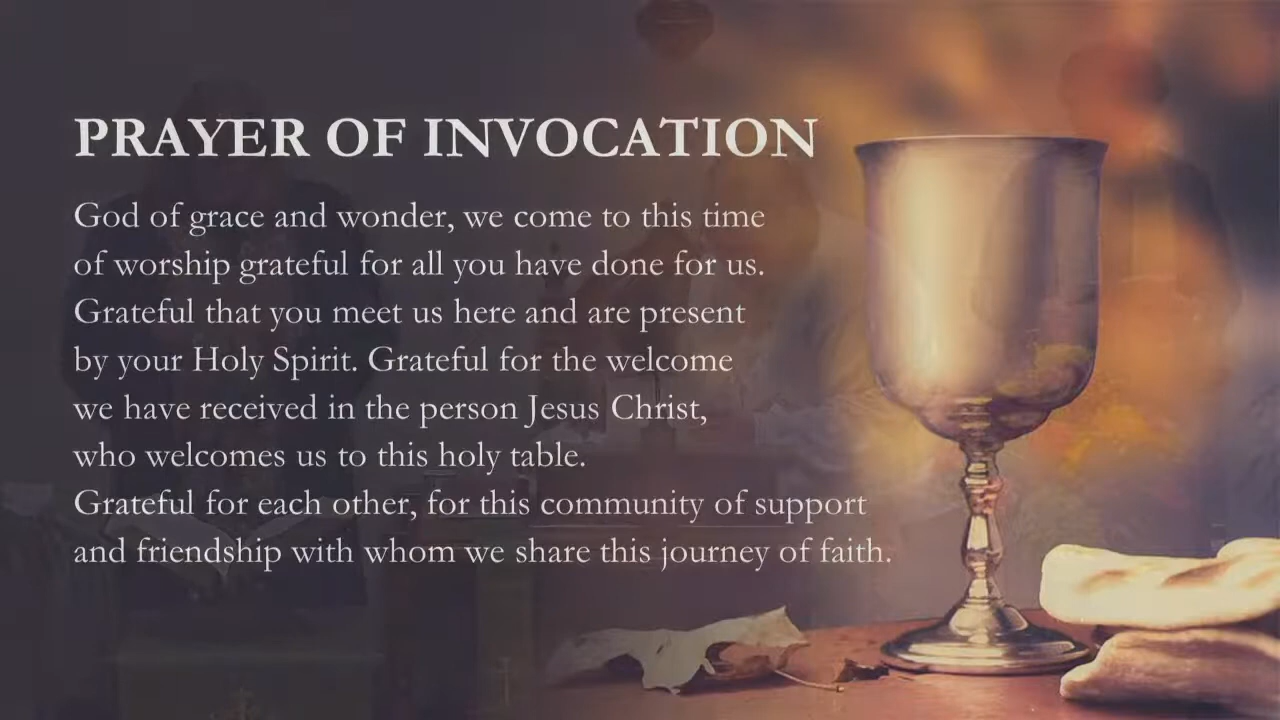 PRAYER OF INVOCATION
God of grace and wonder, we come to this time
of worship grateful for all you have done for us.
Grateful that you meet us here and are present
by your Holy Spirit. Grateful for the welcome
we have received in the person Jesus Christ,
who welcomes us to this holy table.
Grateful for each other, for this community of support
and friendship with whom we share this journey of faith.